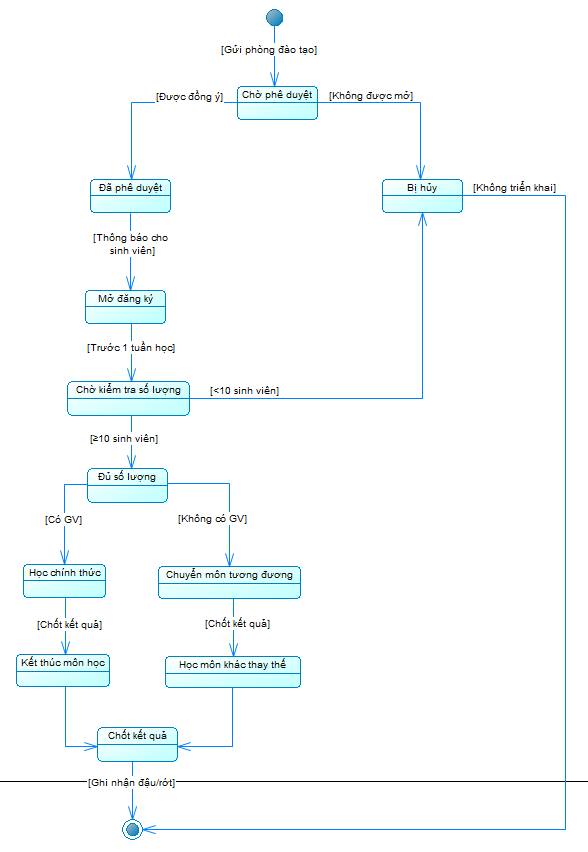 [Gửi phòng đào tạo]
Chờ phê duyệt
[Được đồng ý]
[Không được mở]
Đã phê duyệt
Bị hủy
[Không triển khai]
[Thông báo cho
sinh viên]
Mở đăng ký
[Trước 1 tuần học]
Chờ kiểm tra số lượng
[<10 sinh viên]
[≥10 sinh viên]
Đủ số lượng
[Có GV]
[Không có GV]
Học chính thức
Chuyển môn tương đương
[Chốt kết quả]
[Chốt kết quả]
Kết thúc môn học
Học môn khác thay thế
Chốt kết quả
[Ghi nhận đậu/rớt]